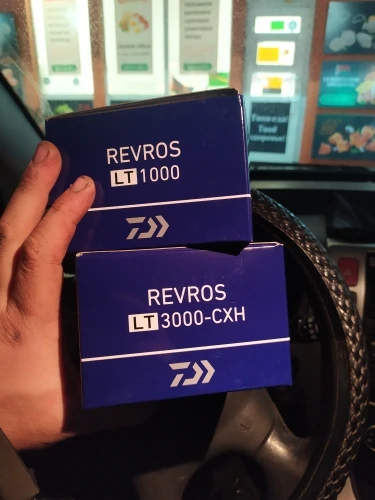 REVROS
LT 1000
REVROS
LT 3000-CXH